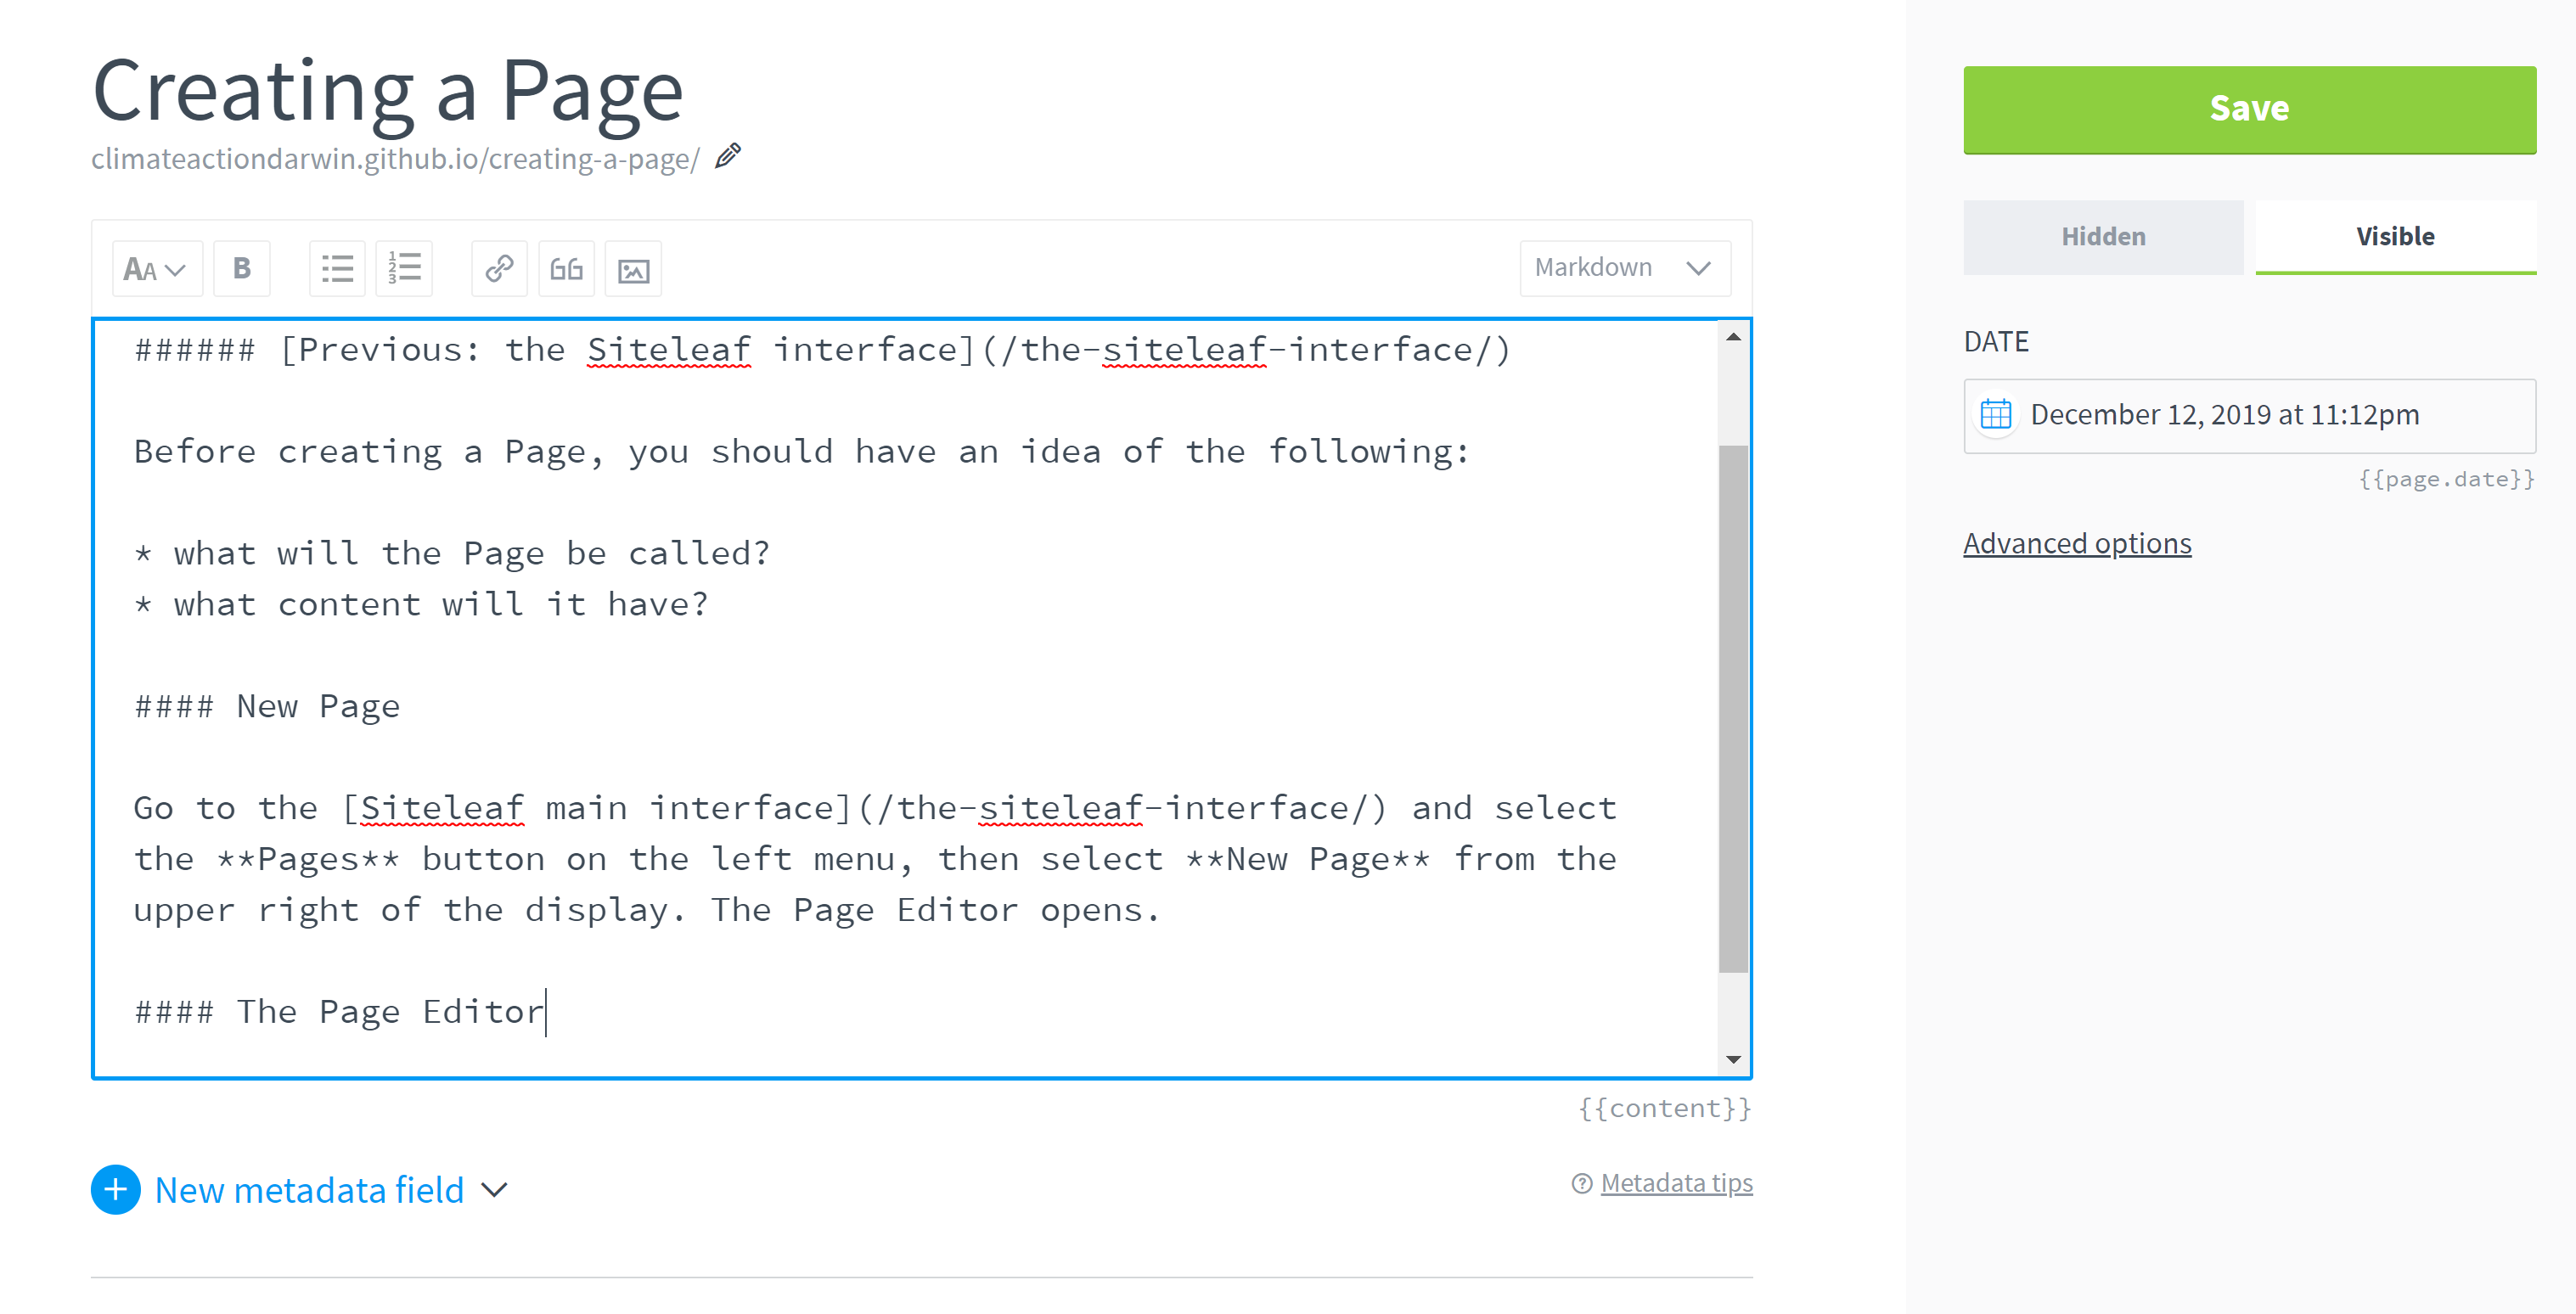 Creating a Page
climateactiondarwin.github.io/creating-a-page/
AA
B
1
2
3
Markdown
###### [Previous: the Siteleaf interface](/the-siteleaf-interface/)
Before creating a Page, you should have an idea of the following:
* what will the Page be called?
* what content will it have?
#### New Page
Go to the [Siteleaf main interface](/the-siteleaf-interface/) and select
the **Pages** button on the left menu, then select **New Page** from the
upper right of the display. The Page Editor opens.
#### The Page Editor
{{content}}
+ New metadata field
? Metadata tips
Save
Hidden
Visible
DATE
December 12, 2019 at 11:12pm
{{page.date}}
Advanced options